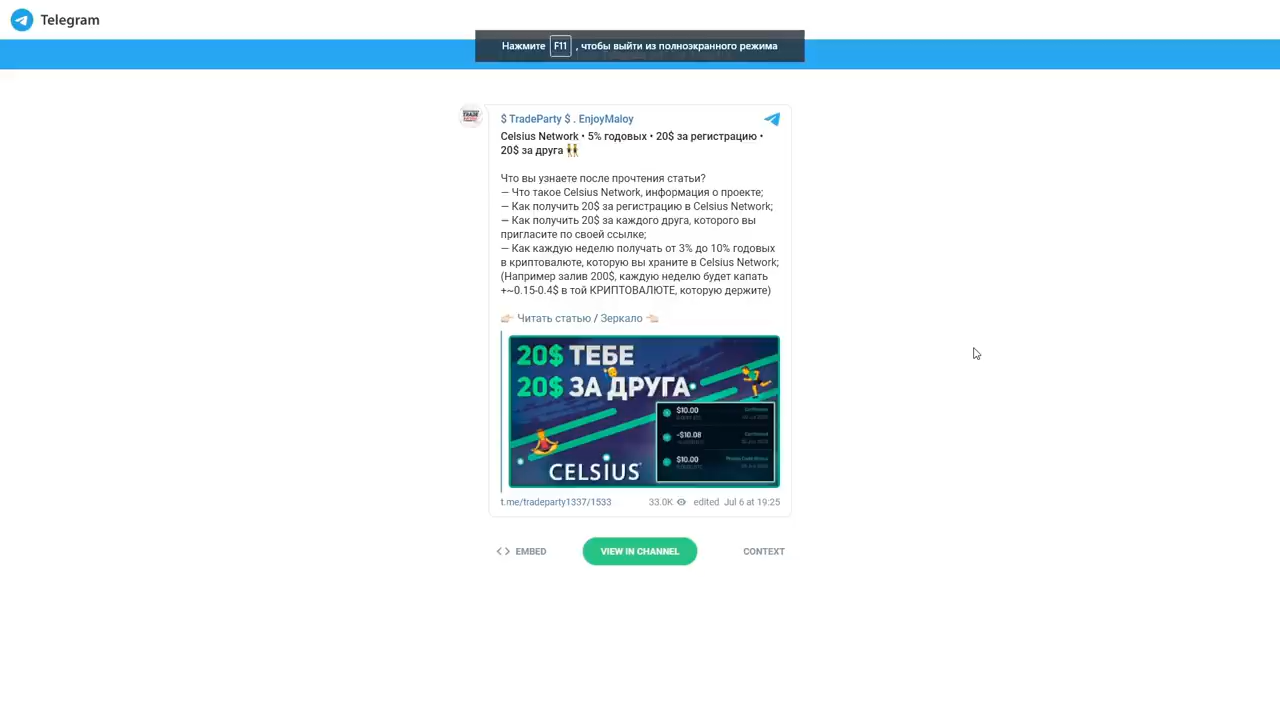 Telegram
Нажмите F11 , чтобы выйти из полноэкранного режима
$ TradeParty $ . EnjoyMaloy
Celsius Network • 5% годовых • 20$ за регистрацию •
20$ за друга 👯
Что вы узнаете после прочтения статьи?
— Что такое Celsius Network, информация о проекте;
— Как получить 20$ за регистрацию в Celsius Network;
— Как получить 20$ за каждого друга, которого вы
пригласите по своей ссылке;
— Как каждую неделю получать от 3% до 10% годовых
в криптовалюте, которую вы храните в Celsius Network;
(Например залив 200$, каждую неделю будет капать
+~0.15-0.4$ в той КРИПТОВАЛЮТЕ, которую держите)
👉🏻 Читать статью / Зеркало 👈🏻
20$ ТЕБЕ
20$ ЗА ДРУГА
$10.00
Confirmed
-$10.08
Confirmed
$10.00
CELSIUS
t.me/tradeparty1337/1533 33.0K edited Jul 6 at 19:25
EMBED VIEW IN CHANNEL CONTEXT